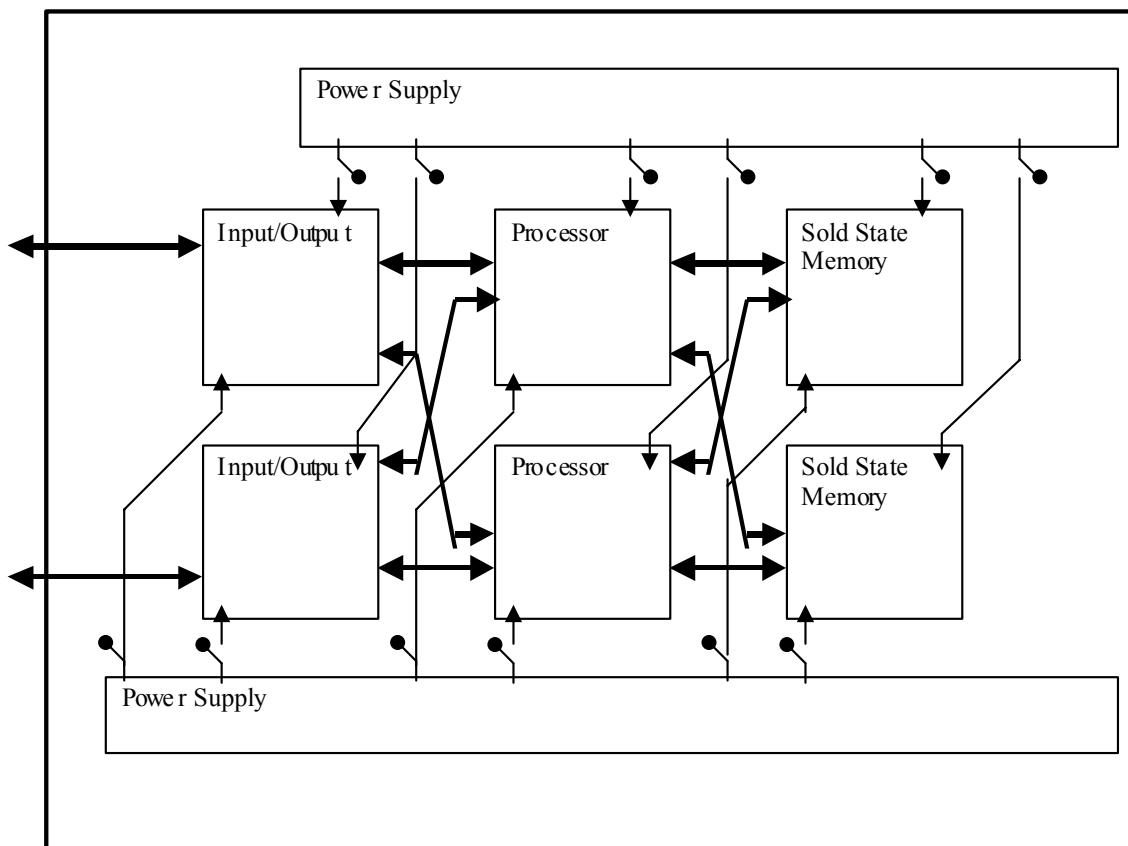 Power Supply
Input/Output
Processor
Sold State
Memory
Input/Output
Processor
Sold State
Memory
Power Supply